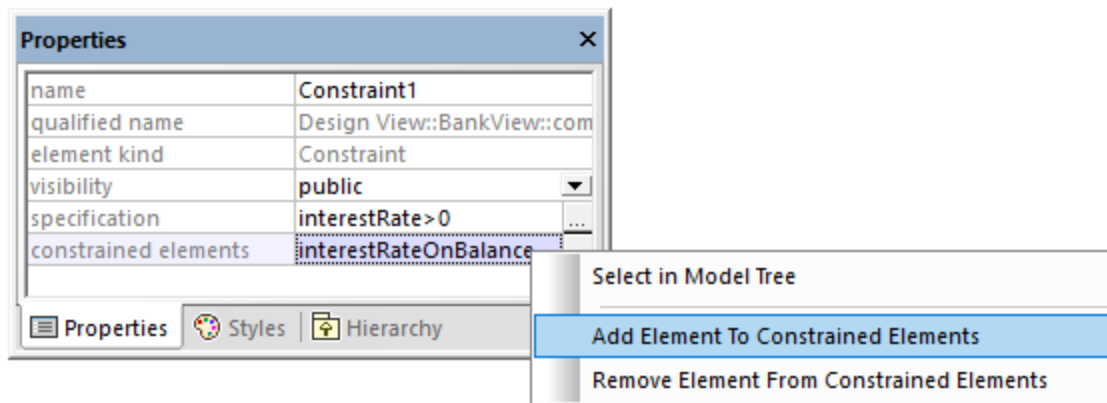 Properties
name Constraint1
qualified name Design View::BankView::com
element kind Constraint
visibility public
specification interestRate>0 ...
constrained elements interestRateOnBalance
Select in Model Tree
Properties Styles Hierarchy
Add Element To Constrained Elements
Remove Element From Constrained Elements